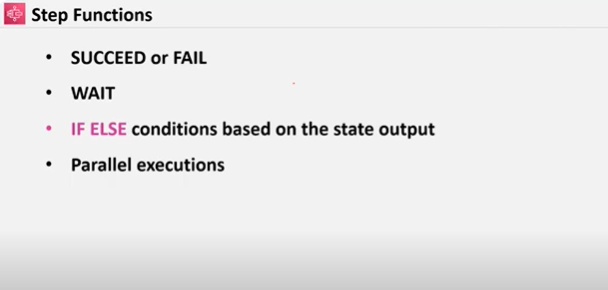 Step Functions
• SUCCEED or FAIL
• WAIT
• IF ELSE conditions based on the state output
• Parallel executions